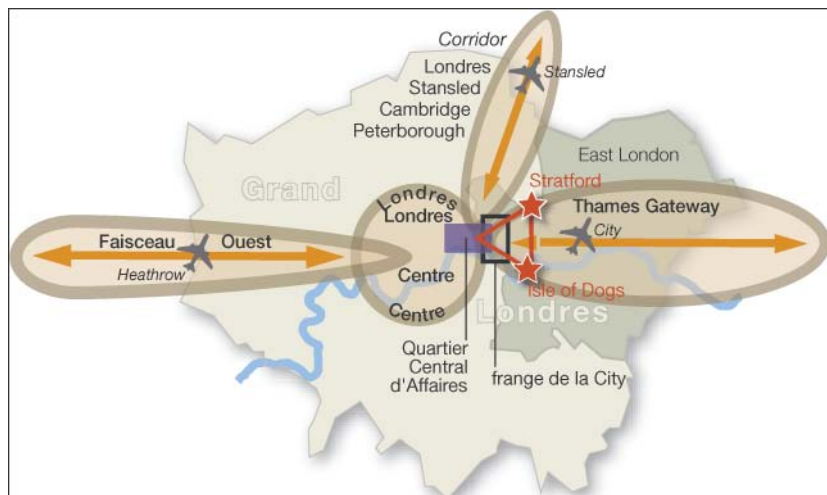 Corridor
Londres
Stansled
Cambridge
Peterborough
Stansled
East London
Stratford
Grand
Londres
Londres
Thames Gateway
City
Faisceau Ouest
Heathrow
Centre
Centre
Isle of Dogs
Londres
Quartier
Central
d'Affaires
frange de la City